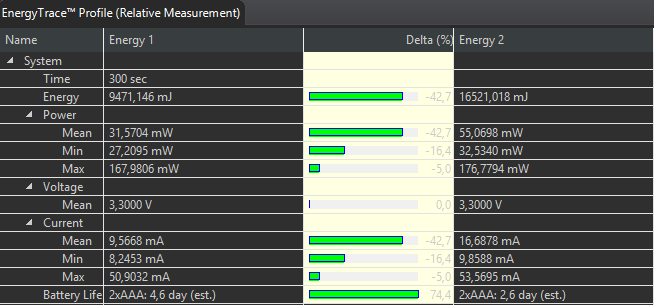 EnergyTrace™ Profile (Relative Measurement)
Name Energy 1 Delta (%) Energy 2
System
Time 300 sec
Energy 9471,146 mJ -42,7 16521,018 mJ
Power
Mean 31,5704 mW -42,7 55,0698 mW
Min 27,2095 mW -16,4 32,5340 mW
Max 167,9806 mW -5,0 176,7794 mW
Voltage
Mean 3,3000 V 0,0 3,3000 V
Current
Mean 9,5668 mA -42,7 16,6878 mA
Min 8,2453 mA -16,4 9,8588 mA
Max 50,9032 mA -5,0 53,5695 mA
Battery Life 2xAAA: 4,6 day (est.) 74,4 2xAAA: 2,6 day (est.)